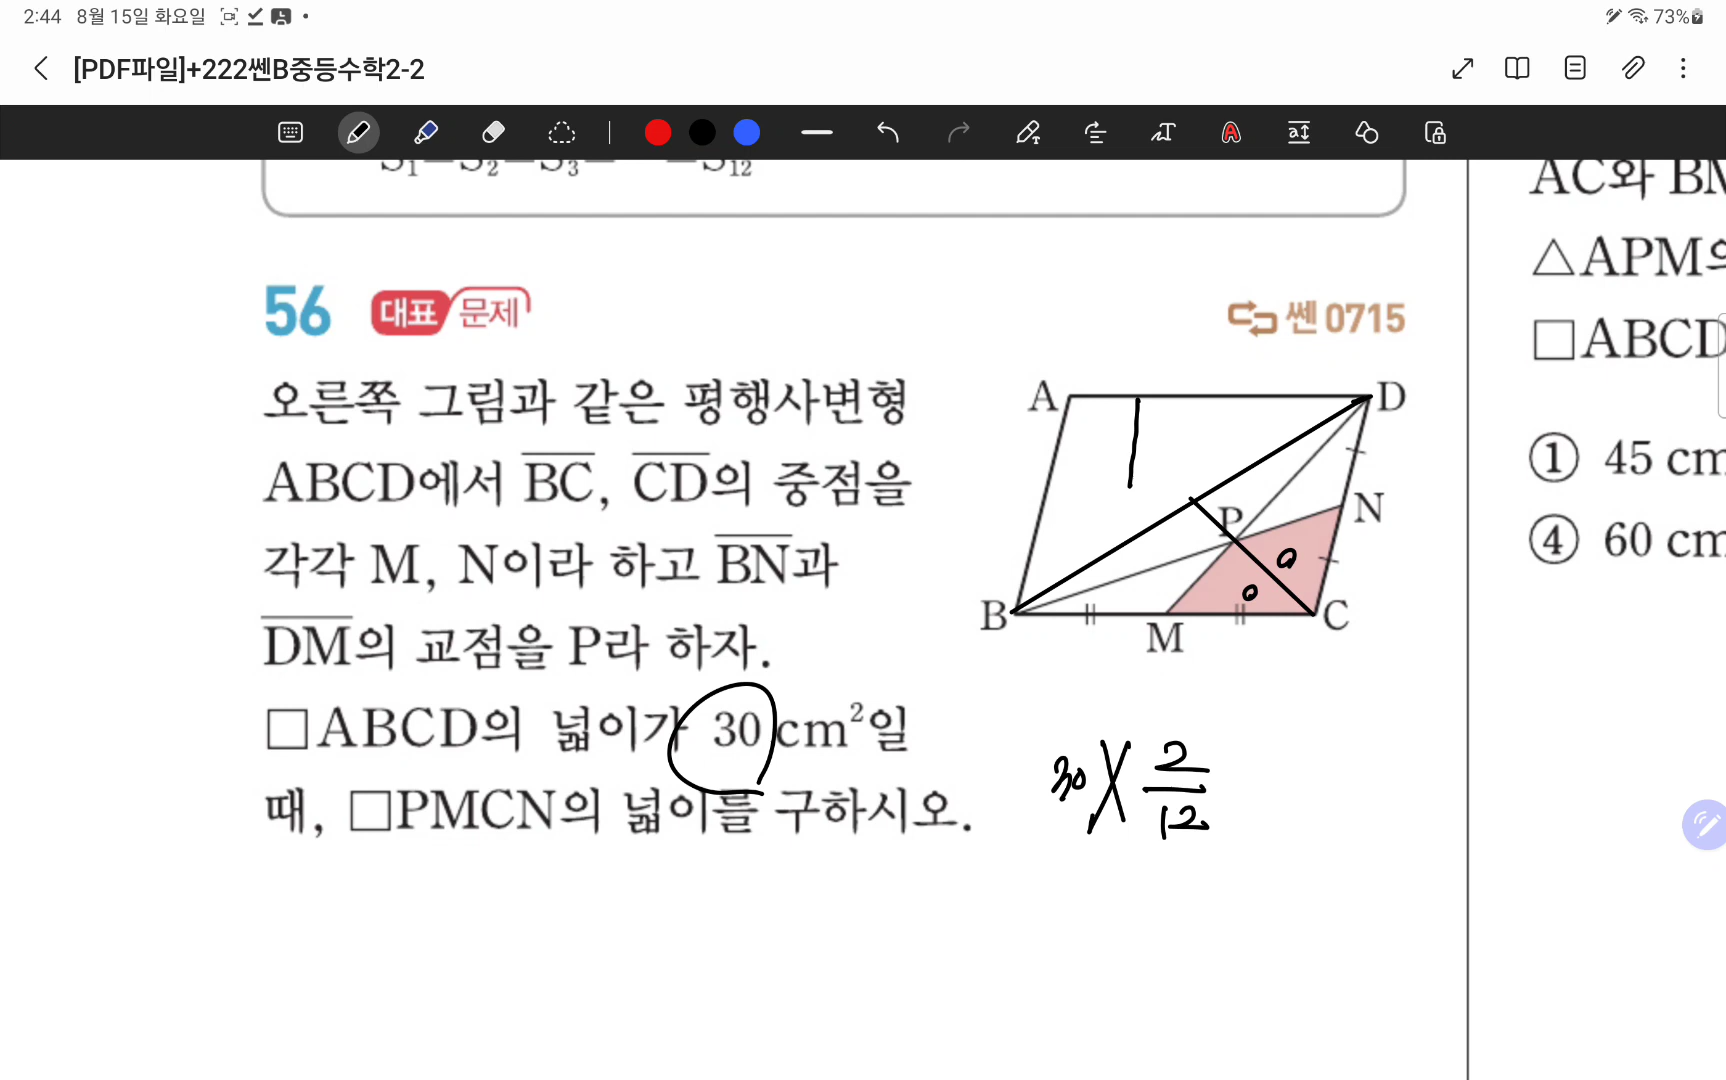 2:44 8월 15일 화요일
73%
[PDF파일]+222쎈B중등수학2-2
S₁=S₂=S₃= =S₁₂
56 대표 문제
쎈 0715
오른쪽 그림과 같은 평행사변형
ABCD에서 BC, CD의 중점을
각각 M, N이라 하고 BN과
DM의 교점을 P라 하자.
□ABCD의 넓이가 30 cm²일
때, □PMCN의 넓이를 구하시오.
A
D
P
N
B
M
C
30 × 2/12
AC와 BM
△APM의
□ABCD
① 45 cm
④ 60 cm